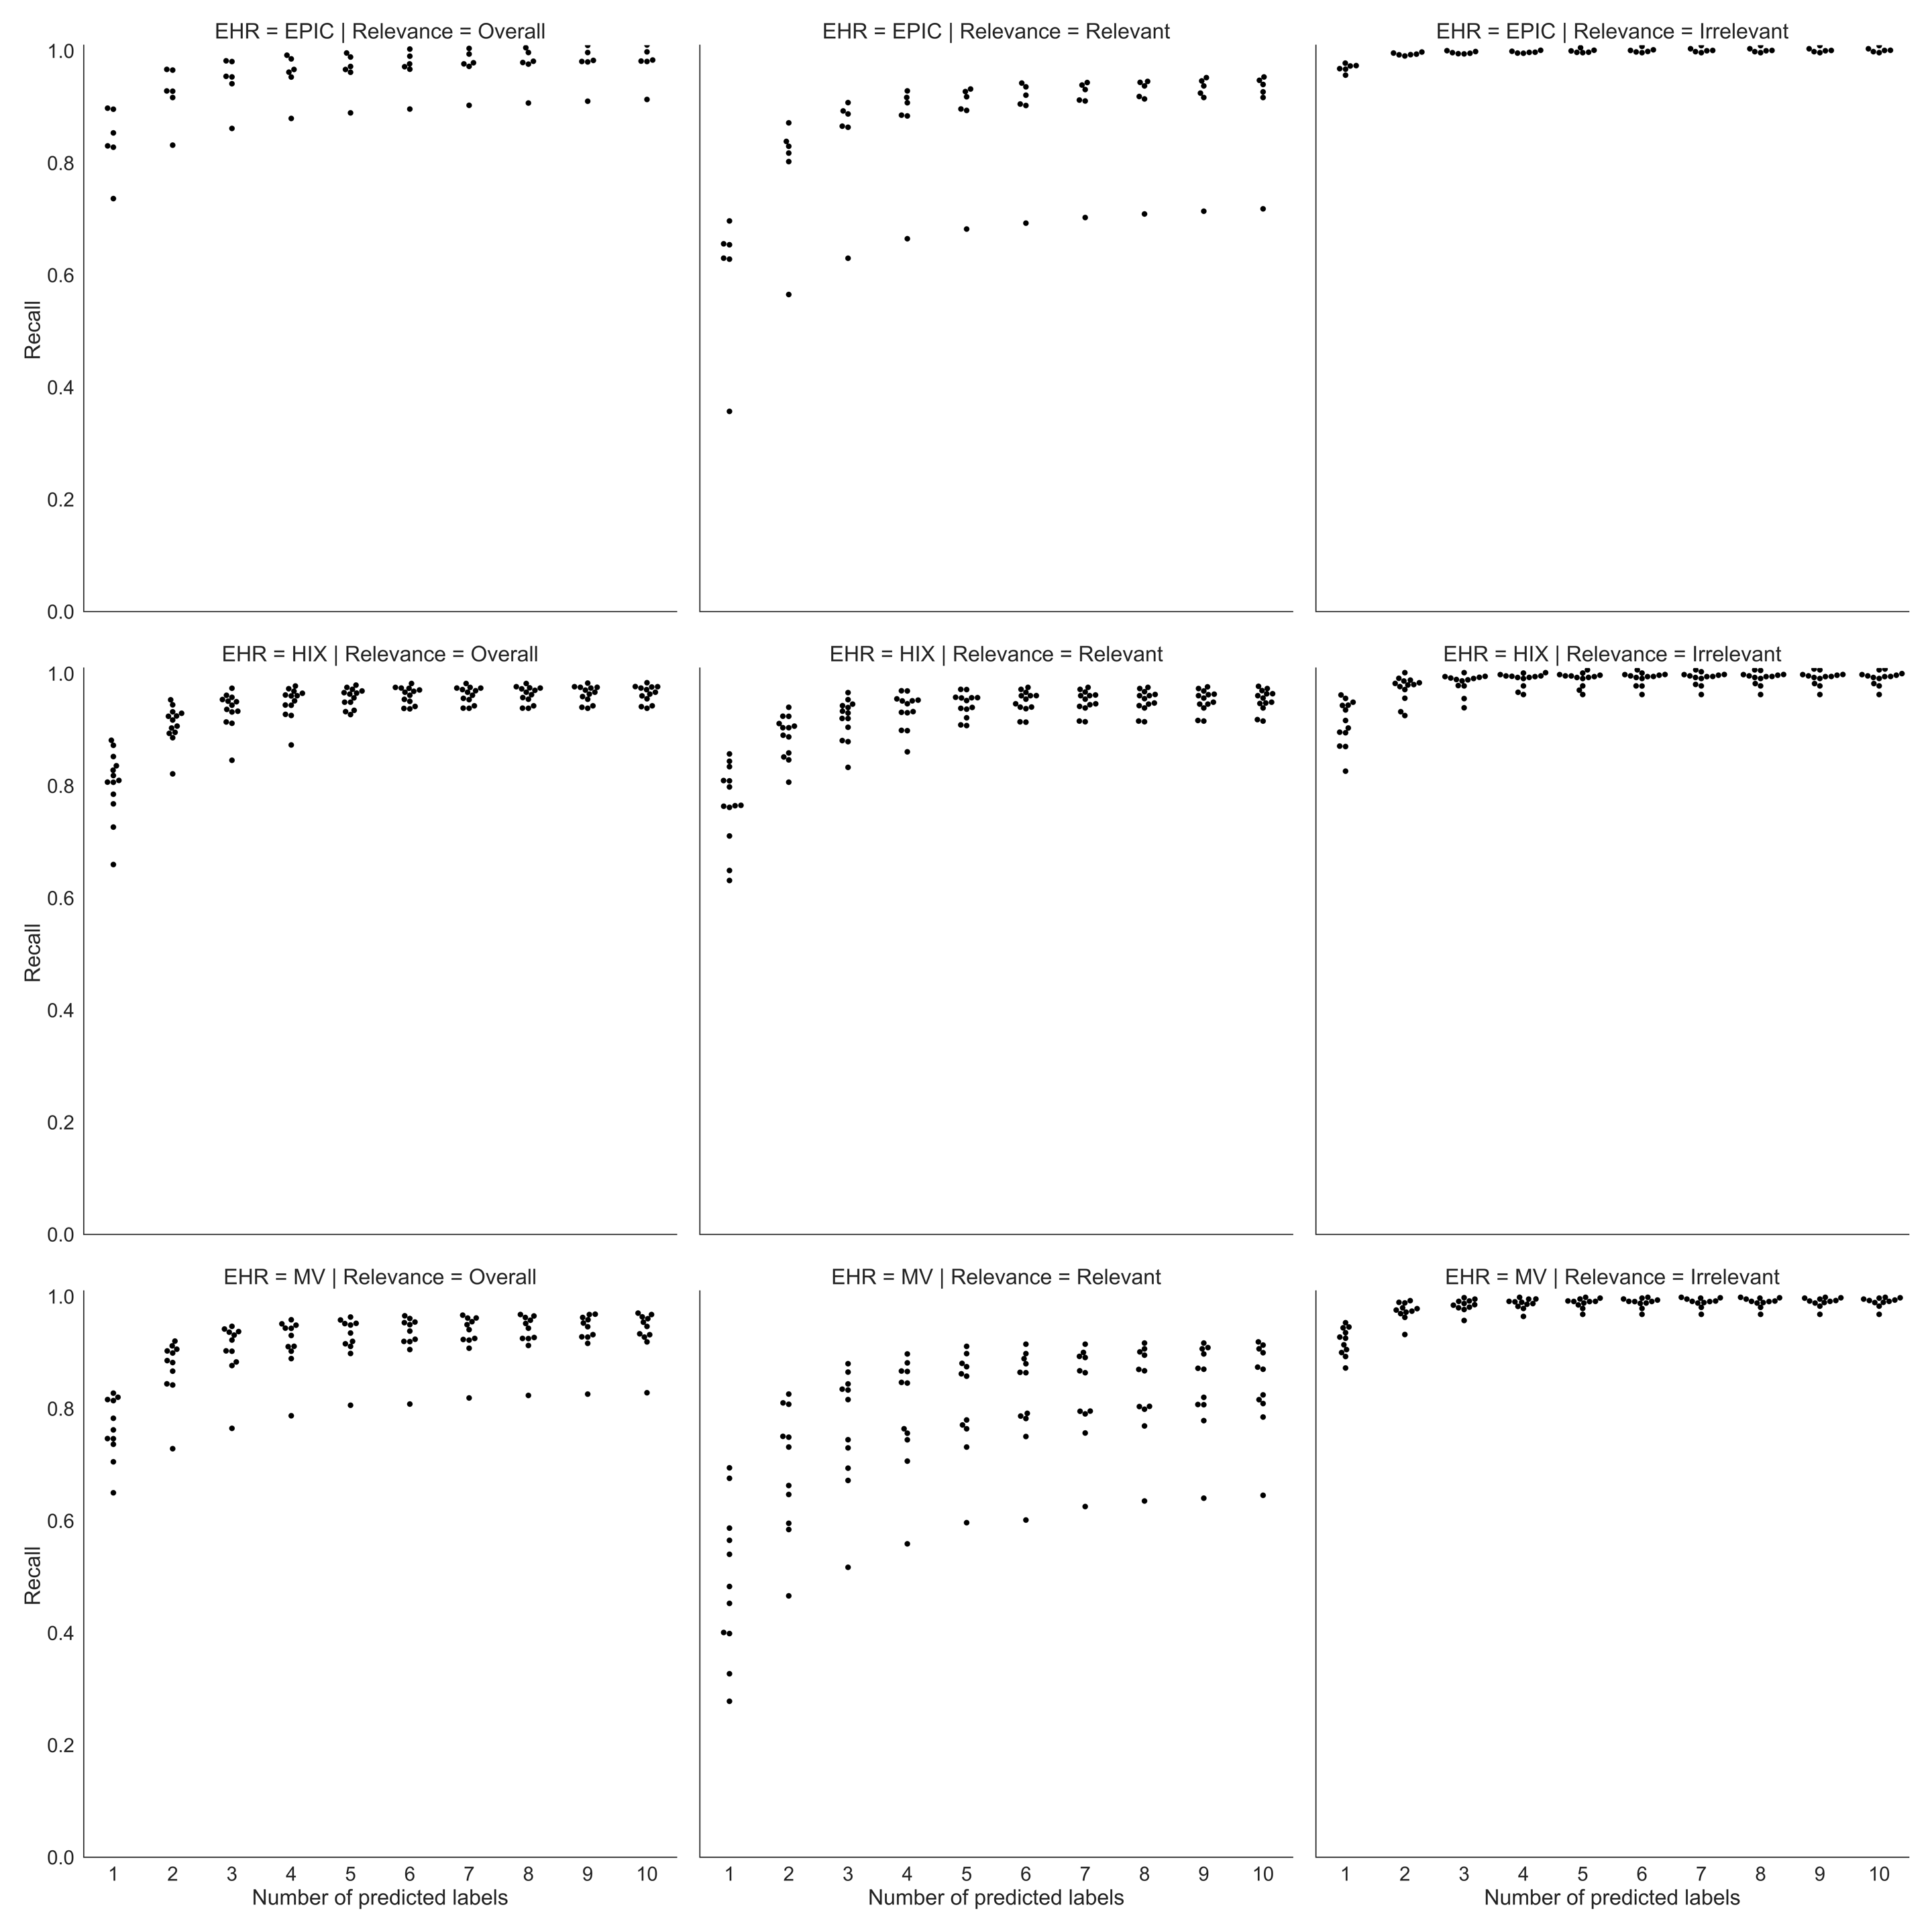 EHR = EPIC | Relevance = Overall
EHR = EPIC | Relevance = Relevant
EHR = EPIC | Relevance = Irrelevant
1.0
0.8
0.6
0.4
0.2
0.0
Recall
EHR = HIX | Relevance = Overall
EHR = HIX | Relevance = Relevant
EHR = HIX | Relevance = Irrelevant
1.0
0.8
0.6
0.4
0.2
0.0
Recall
EHR = MV | Relevance = Overall
EHR = MV | Relevance = Relevant
EHR = MV | Relevance = Irrelevant
1.0
0.8
0.6
0.4
0.2
0.0
Recall
1 2 3 4 5 6 7 8 9 10
Number of predicted labels
1 2 3 4 5 6 7 8 9 10
Number of predicted labels
1 2 3 4 5 6 7 8 9 10
Number of predicted labels